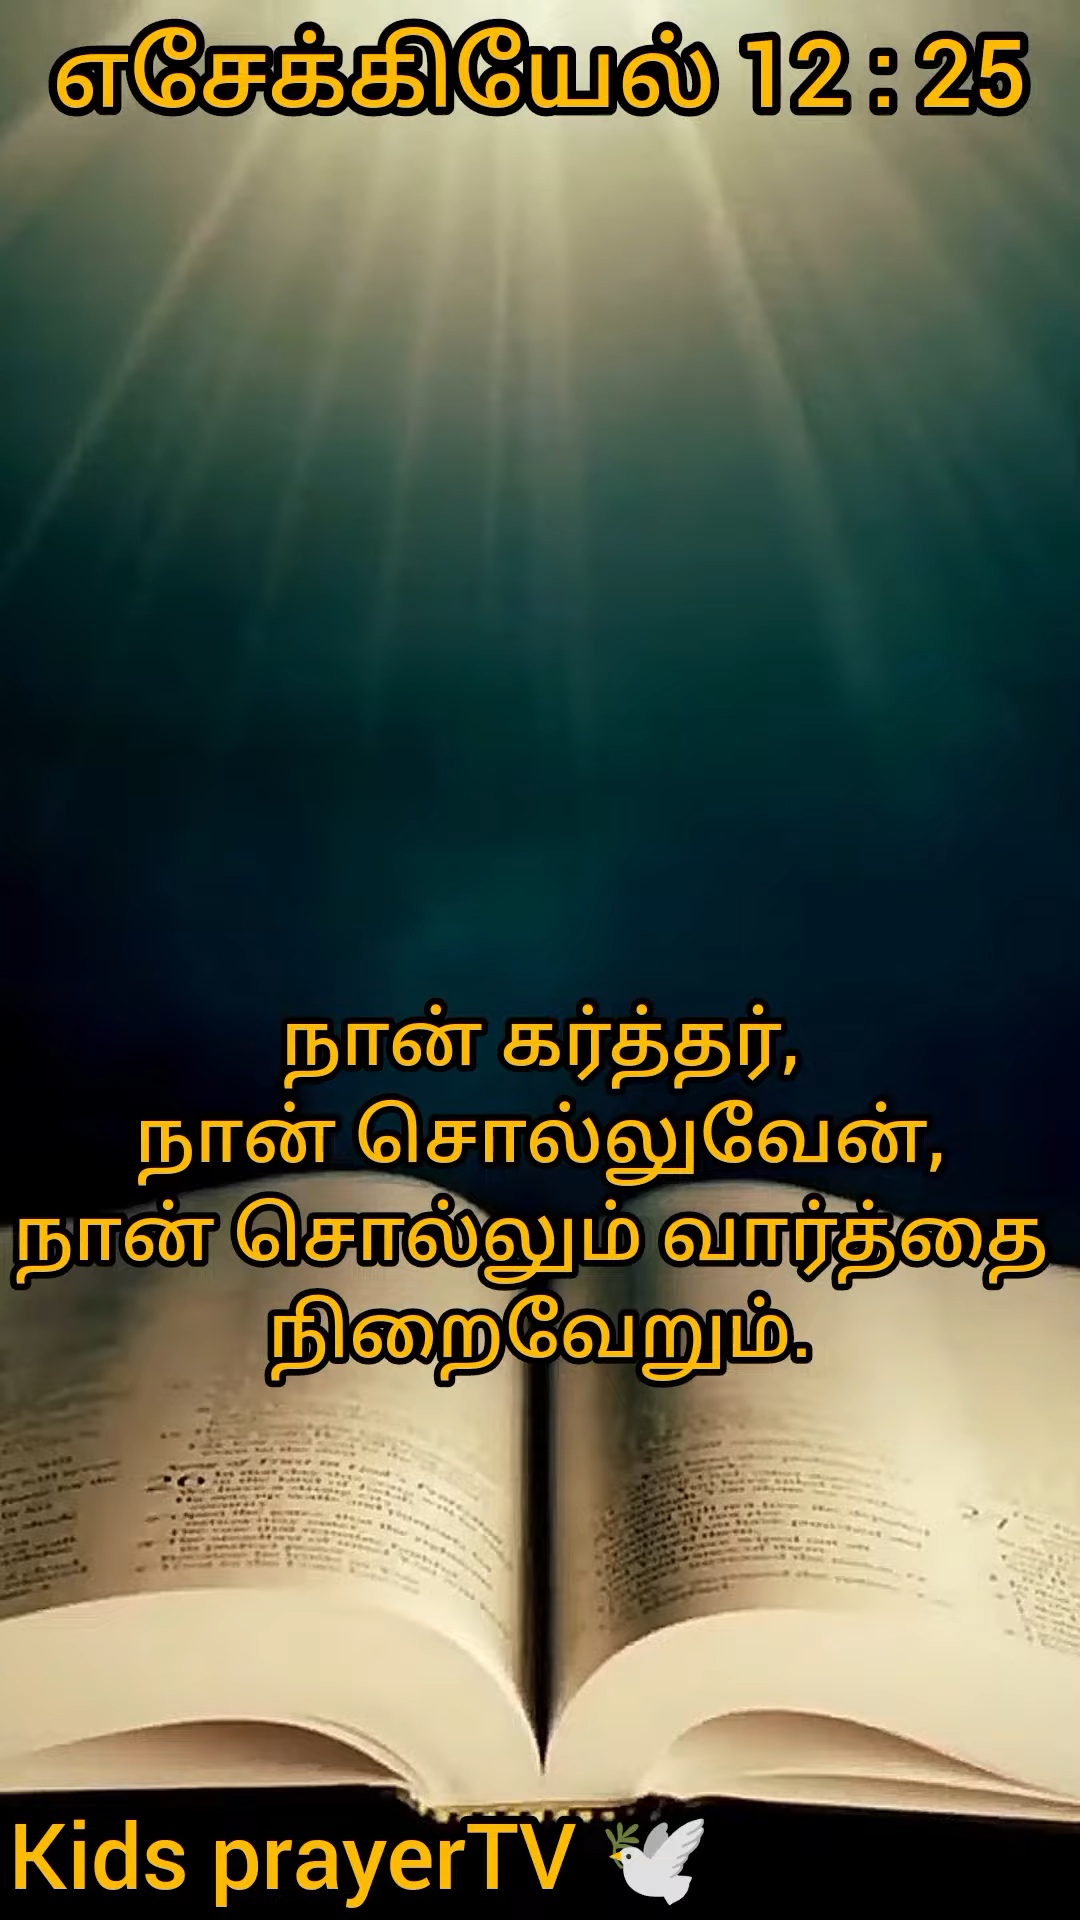 எசேக்கியேல் 12 : 25
நான் கர்த்தர்,
நான் சொல்லுவேன்,
நான் சொல்லும் வார்த்தை
நிறைவேறும்.
Kids prayerTV 🕊